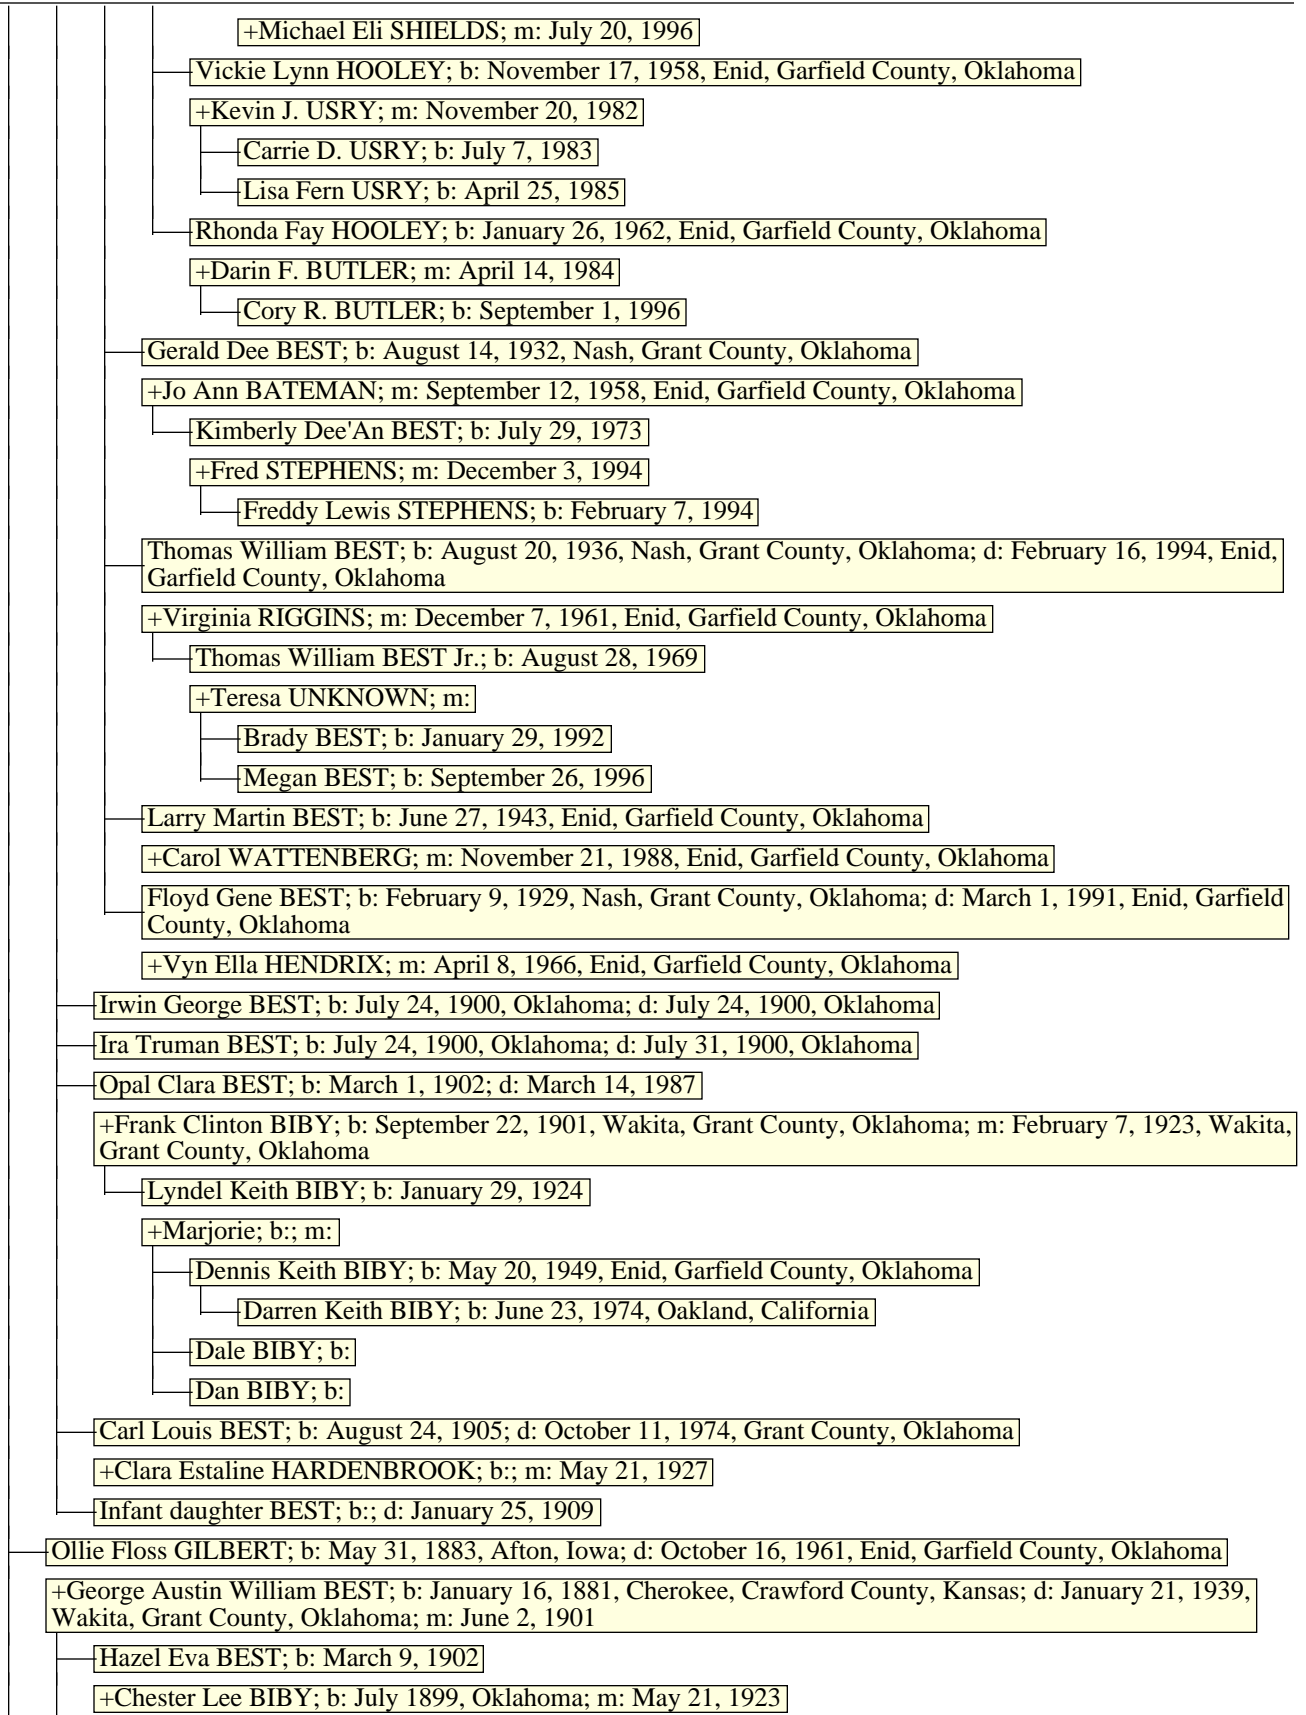 +Michael Eli SHIELDS; m: July 20, 1996
Vickie Lynn HOOLEY; b: November 17, 1958, Enid, Garfield County, Oklahoma
+Kevin J. USRY; m: November 20, 1982
Carrie D. USRY; b: July 7, 1983
Lisa Fern USRY; b: April 25, 1985
Rhonda Fay HOOLEY; b: January 26, 1962, Enid, Garfield County, Oklahoma
+Darin F. BUTLER; m: April 14, 1984
Cory R. BUTLER; b: September 1, 1996
Gerald Dee BEST; b: August 14, 1932, Nash, Grant County, Oklahoma
+Jo Ann BATEMAN; m: September 12, 1958, Enid, Garfield County, Oklahoma
Kimberly Dee'An BEST; b: July 29, 1973
+Fred STEPHENS; m: December 3, 1994
Freddy Lewis STEPHENS; b: February 7, 1994
Thomas William BEST; b: August 20, 1936, Nash, Grant County, Oklahoma; d: February 16, 1994, Enid,
Garfield County, Oklahoma
+Virginia RIGGINS; m: December 7, 1961, Enid, Garfield County, Oklahoma
Thomas William BEST Jr.; b: August 28, 1969
+Teresa UNKNOWN; m:
Brady BEST; b: January 29, 1992
Megan BEST; b: September 26, 1996
Larry Martin BEST; b: June 27, 1943, Enid, Garfield County, Oklahoma
+Carol WATTENBERG; m: November 21, 1988, Enid, Garfield County, Oklahoma
Floyd Gene BEST; b: February 9, 1929, Nash, Grant County, Oklahoma; d: March 1, 1991, Enid, Garfield
County, Oklahoma
+Vyn Ella HENDRIX; m: April 8, 1966, Enid, Garfield County, Oklahoma
Irwin George BEST; b: July 24, 1900, Oklahoma; d: July 24, 1900, Oklahoma
Ira Truman BEST; b: July 24, 1900, Oklahoma; d: July 31, 1900, Oklahoma
Opal Clara BEST; b: March 1, 1902; d: March 14, 1987
+Frank Clinton BIBY; b: September 22, 1901, Wakita, Grant County, Oklahoma; m: February 7, 1923, Wakita,
Grant County, Oklahoma
Lyndel Keith BIBY; b: January 29, 1924
+Marjorie; b:; m:
Dennis Keith BIBY; b: May 20, 1949, Enid, Garfield County, Oklahoma
Darren Keith BIBY; b: June 23, 1974, Oakland, California
Dale BIBY; b:
Dan BIBY; b:
Carl Louis BEST; b: August 24, 1905; d: October 11, 1974, Grant County, Oklahoma
+Clara Estaline HARDENBROOK; b:; m: May 21, 1927
Infant daughter BEST; b:; d: January 25, 1909
Ollie Floss GILBERT; b: May 31, 1883, Afton, Iowa; d: October 16, 1961, Enid, Garfield County, Oklahoma
+George Austin William BEST; b: January 16, 1881, Cherokee, Crawford County, Kansas; d: January 21, 1939,
Wakita, Grant County, Oklahoma; m: June 2, 1901
Hazel Eva BEST; b: March 9, 1902
+Chester Lee BIBY; b: July 1899, Oklahoma; m: May 21, 1923